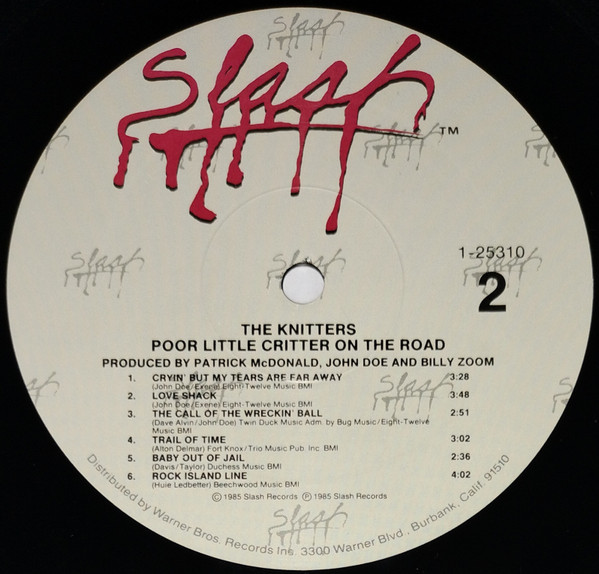 Slash
TM
1-25310
2
THE KNITTERS
POOR LITTLE CRITTER ON THE ROAD
PRODUCED BY PATRICK McDONALD, JOHN DOE AND BILLY ZOOM
1. CRYIN' BUT MY TEARS ARE FAR AWAY 3:28
(John Doe/Exene) Eight-Twelve Music BMI
2. LOVE SHACK 3:48
(John Doe/Exene) Eight-Twelve Music BMI
3. THE CALL OF THE WRECKIN' BALL 2:51
(Dave Alvin/John Doe) Twin Duck Music Adm. by Bug Music/Eight-Twelve
Music BMI
4. TRAIL OF TIME 3:02
(Alton Delmar) Fort Knox/Trio Music Pub. Inc. BMI
5. BABY OUT OF JAIL 2:36
(Davis/Taylor) Duchess Music BMI
6. ROCK ISLAND LINE 4:02
(Huie Ledbetter) Beechwood Music BMI
© 1985 Slash Records ℗ 1985 Slash Records
Distributed by Warner Bros. Records Inc. 3300 Warner Blvd., Burbank, Calif. 91510